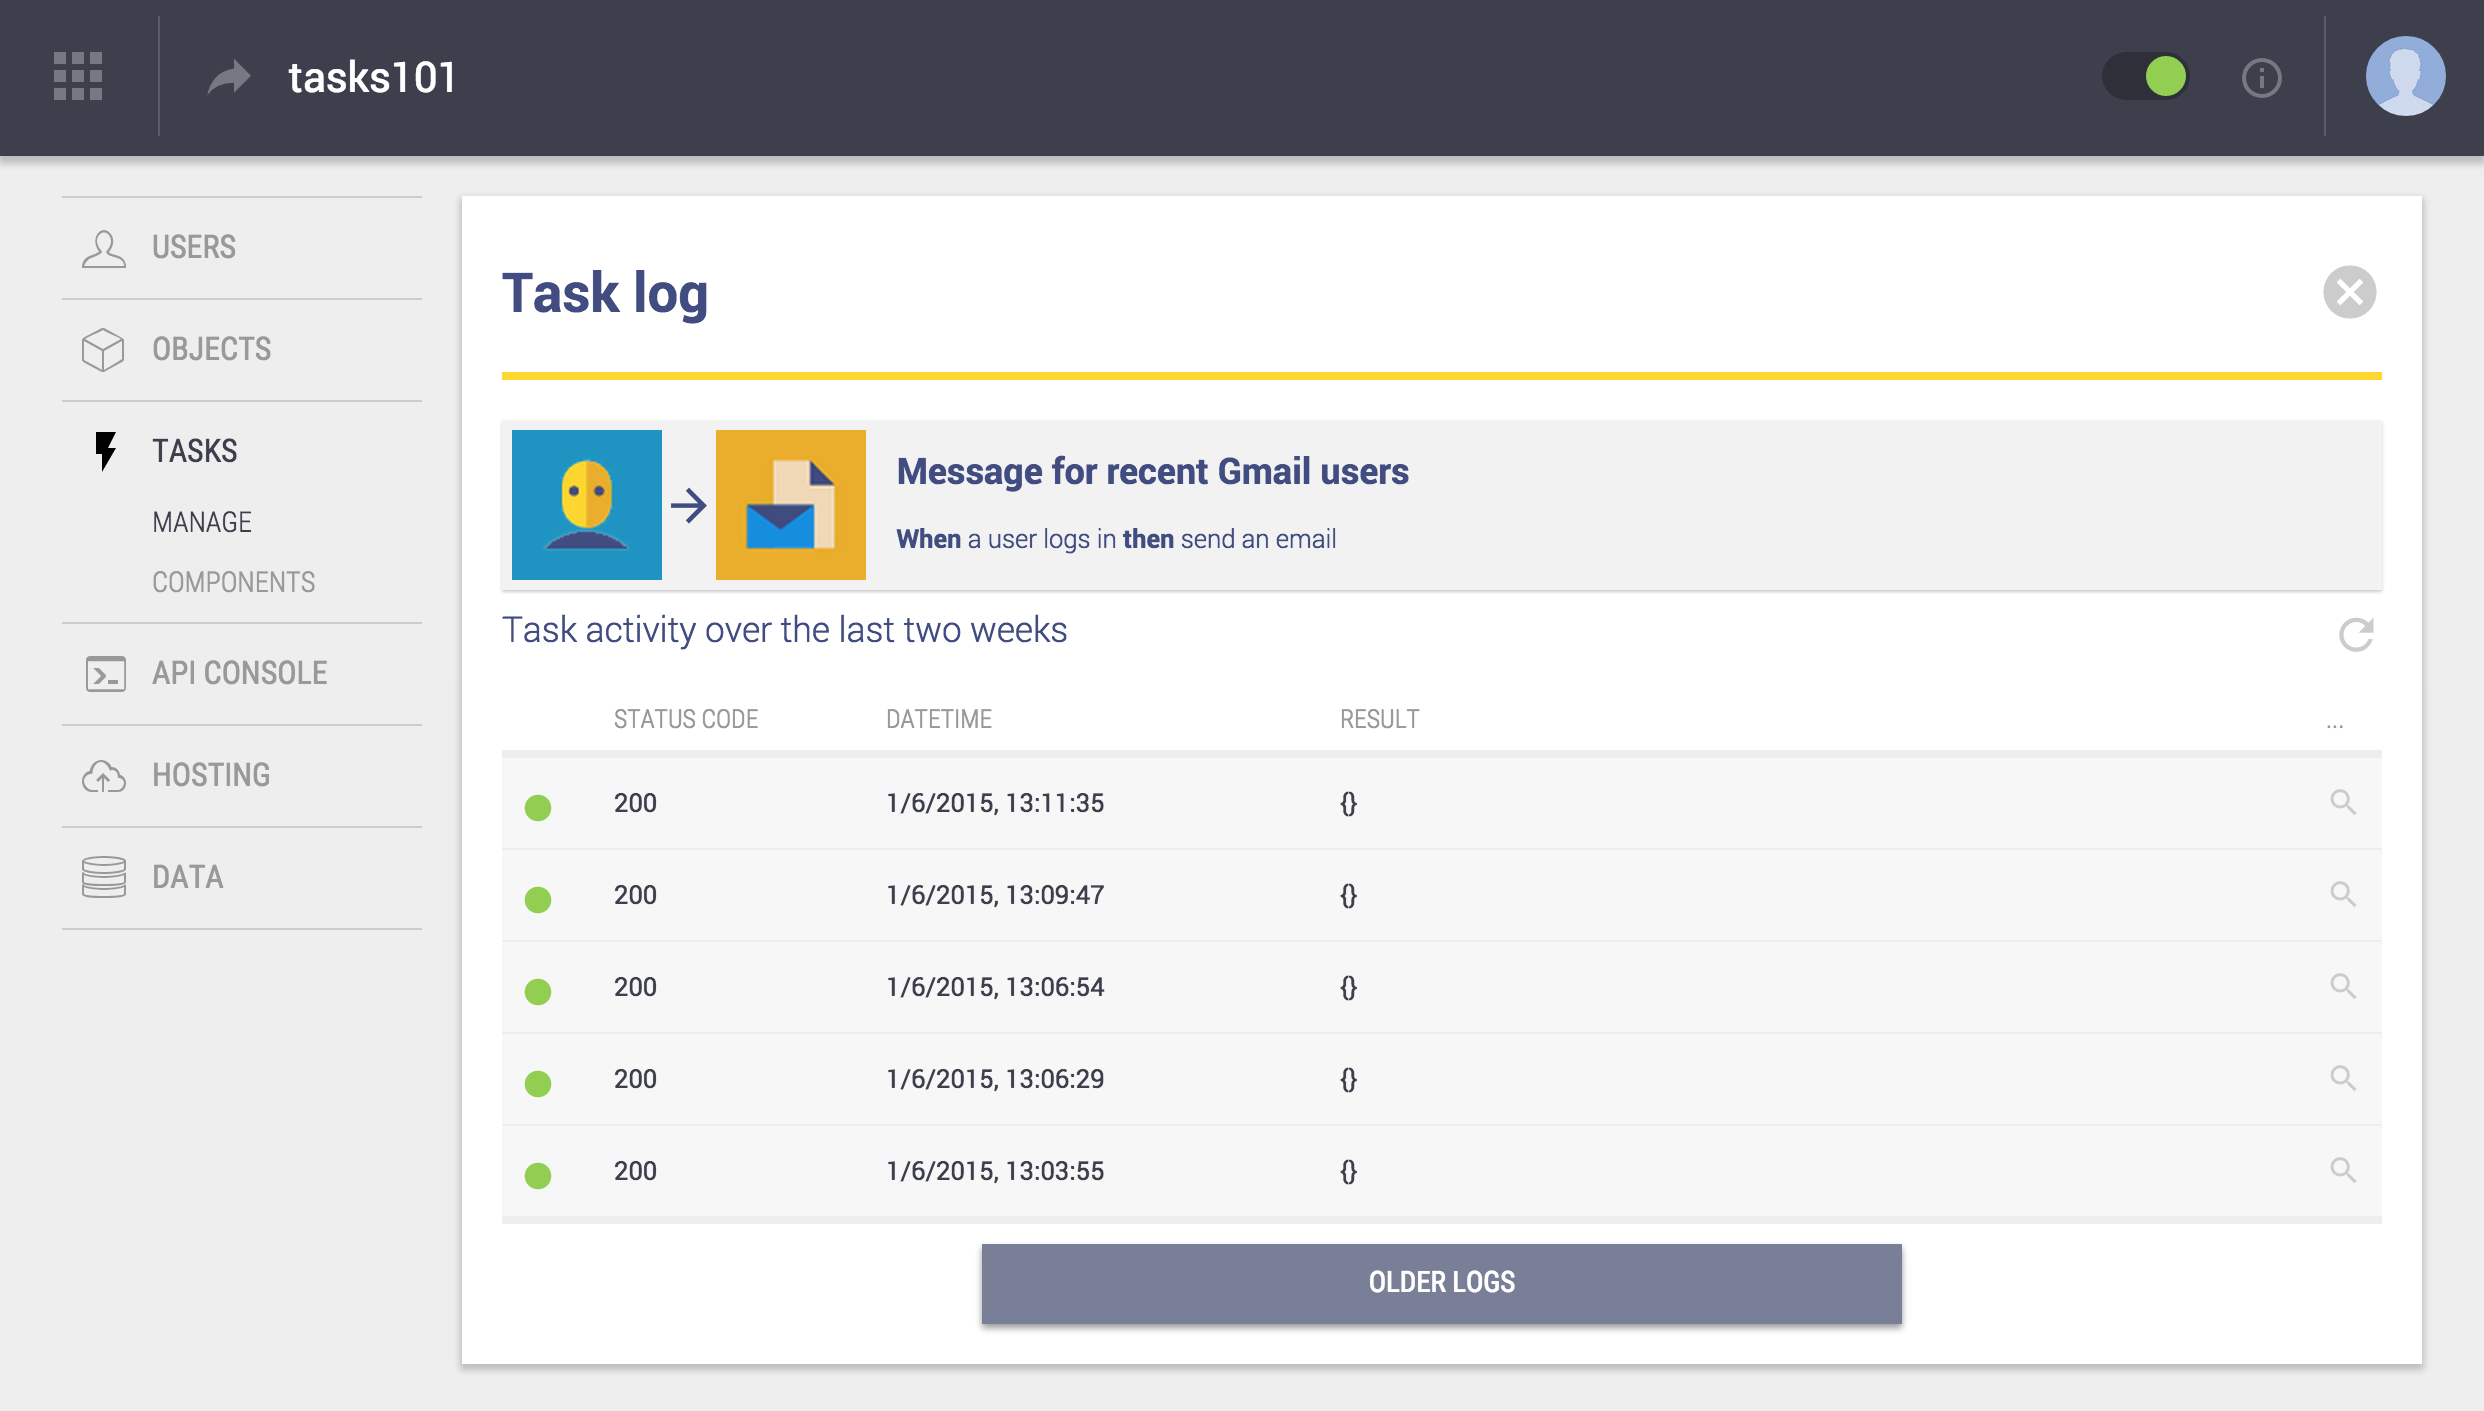 tasks101
USERS
OBJECTS
TASKS
MANAGE
COMPONENTS
API CONSOLE
HOSTING
DATA
Task log
Message for recent Gmail users
When a user logs in then send an email
Task activity over the last two weeks
STATUS CODE DATETIME RESULT ...
200 1/6/2015, 13:11:35 {}
200 1/6/2015, 13:09:47 {}
200 1/6/2015, 13:06:54 {}
200 1/6/2015, 13:06:29 {}
200 1/6/2015, 13:03:55 {}
OLDER LOGS